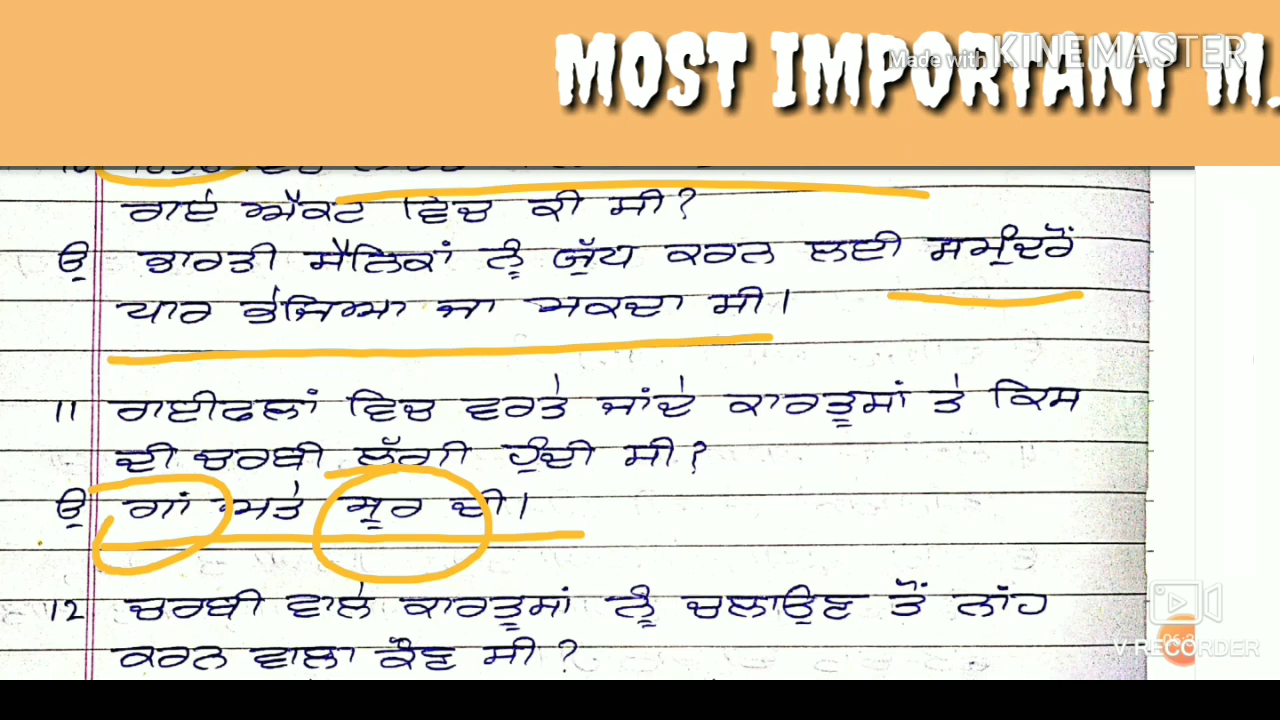 MOST IMPORTANT M
Made with KINEMASTER
ਗਏ ਐਕਟ ਵਿਚ ਕੀ ਸੀ?
ਉ ਭਾਰਤੀ ਸੈਨਿਕਾਂ ਨੂੰ ਯੁੱਧ ਕਰਨ ਲਈ ਸਮੁੰਦਰੋਂ
ਪਾਰ ਭੇਜਿਆ ਜਾ ਸਕਦਾ ਸੀ।
11 ਰਾਈਫਲਾਂ ਵਿਚ ਵਰਤੇ ਜਾਂਦੇ ਕਾਰਤੂਸਾਂ ਤੇ ਕਿਸ
ਦੀ ਚਰਬੀ ਲੱਗੀ ਹੁੰਦੀ ਸੀ?
ਉ ਗਾਂ ਅਤੇ ਸੂਰ ਦੀ।
12 ਚਰਬੀ ਵਾਲੇ ਕਾਰਤੂਸਾਂ ਨੂੰ ਚਲਾਉਣ ਤੋਂ ਨਾਂਹ
ਕਰਨ ਵਾਲਾ ਕੌਣ ਸੀ?
V RECORDER